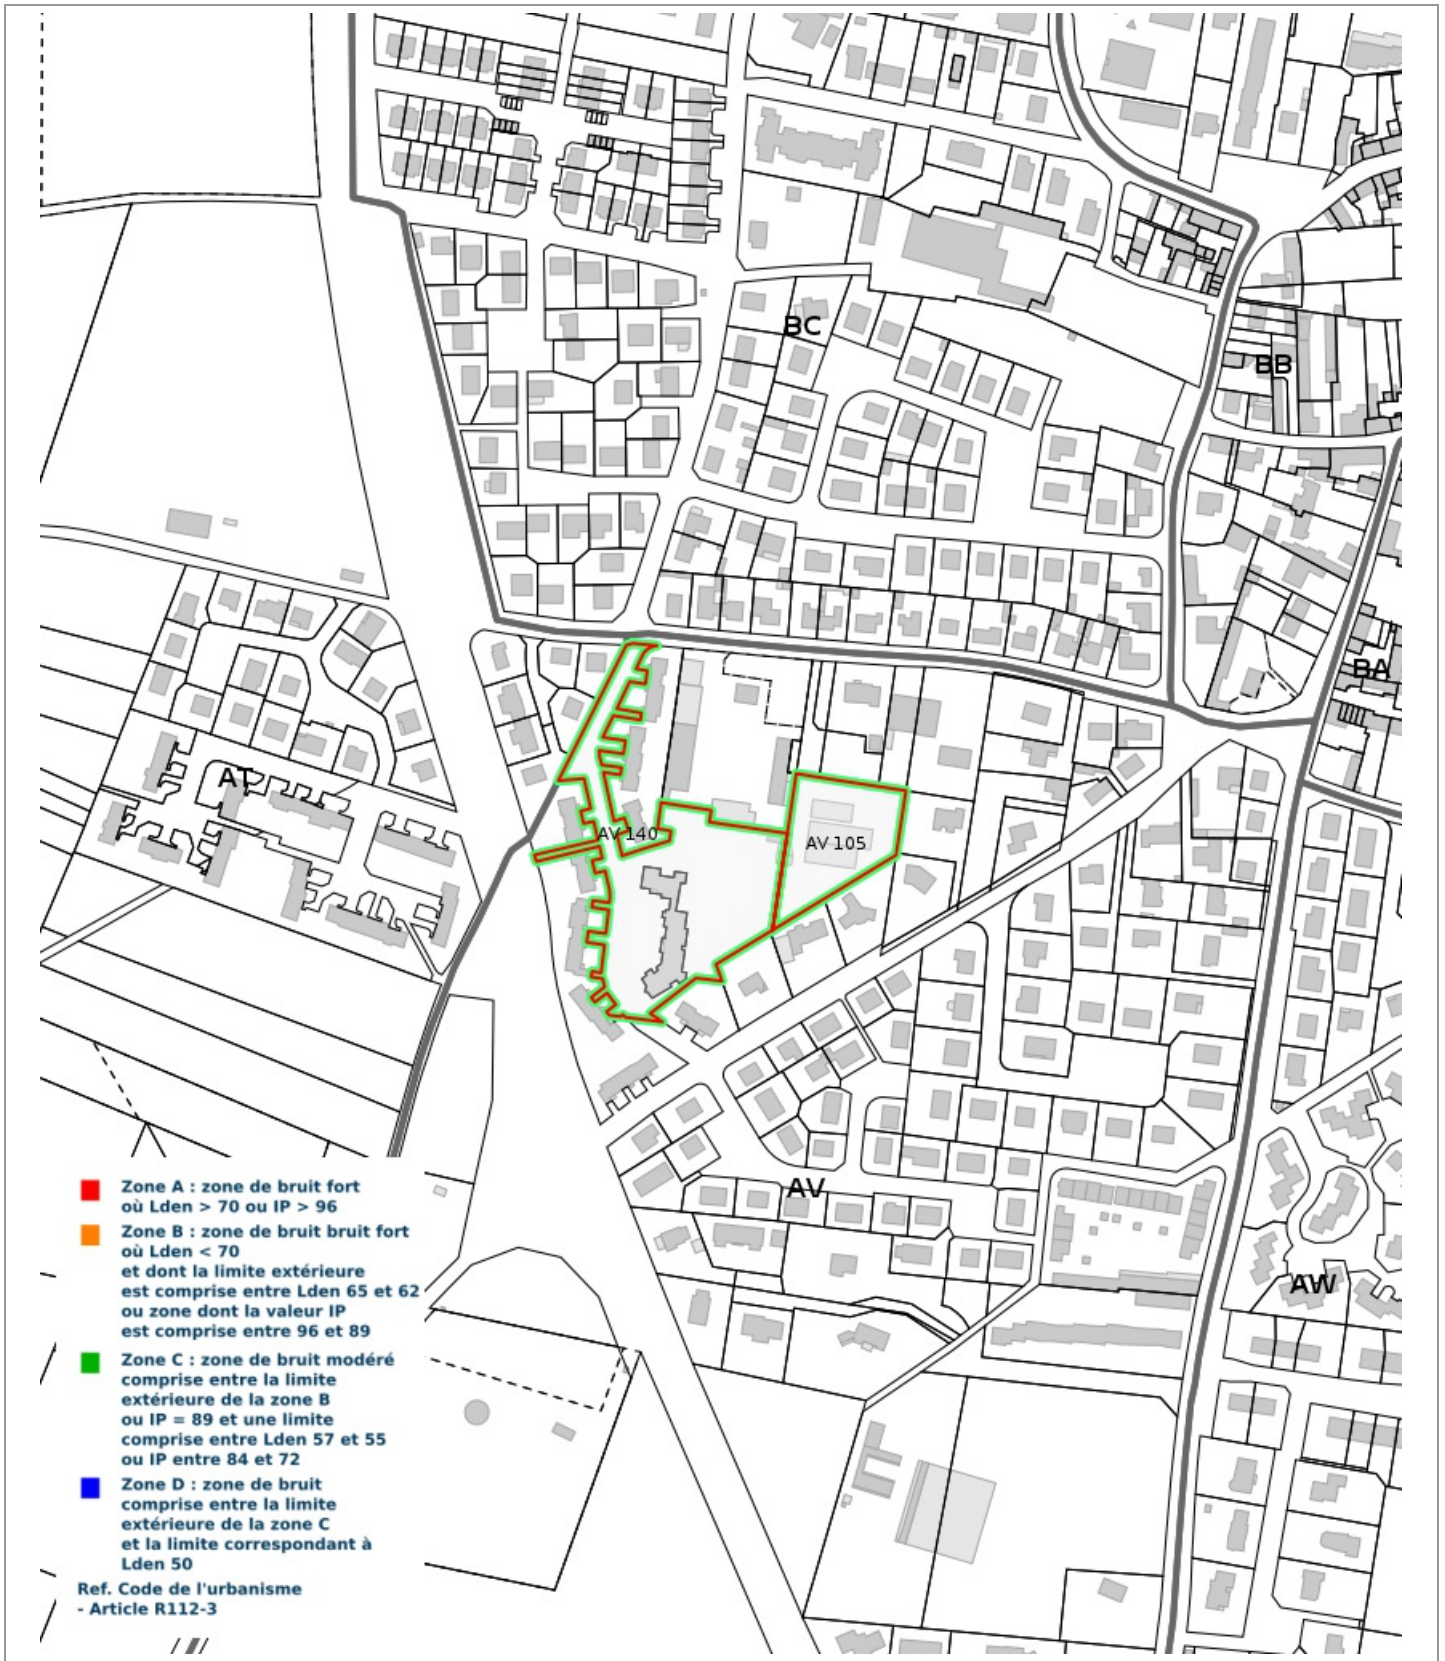 BC
BB
BA
AT
AV 140
AV 105
AV
AW
Zone A : zone de bruit fort
où Lden > 70 ou IP > 96
Zone B : zone de bruit bruit fort
où Lden < 70
et dont la limite extérieure
est comprise entre Lden 65 et 62
ou zone dont la valeur IP
est comprise entre 96 et 89
Zone C : zone de bruit modéré
comprise entre la limite
extérieure de la zone B
ou IP = 89 et une limite
comprise entre Lden 57 et 55
ou IP entre 84 et 72
Zone D : zone de bruit
comprise entre la limite
extérieure de la zone C
et la limite correspondant à
Lden 50
Ref. Code de l'urbanisme
- Article R112-3